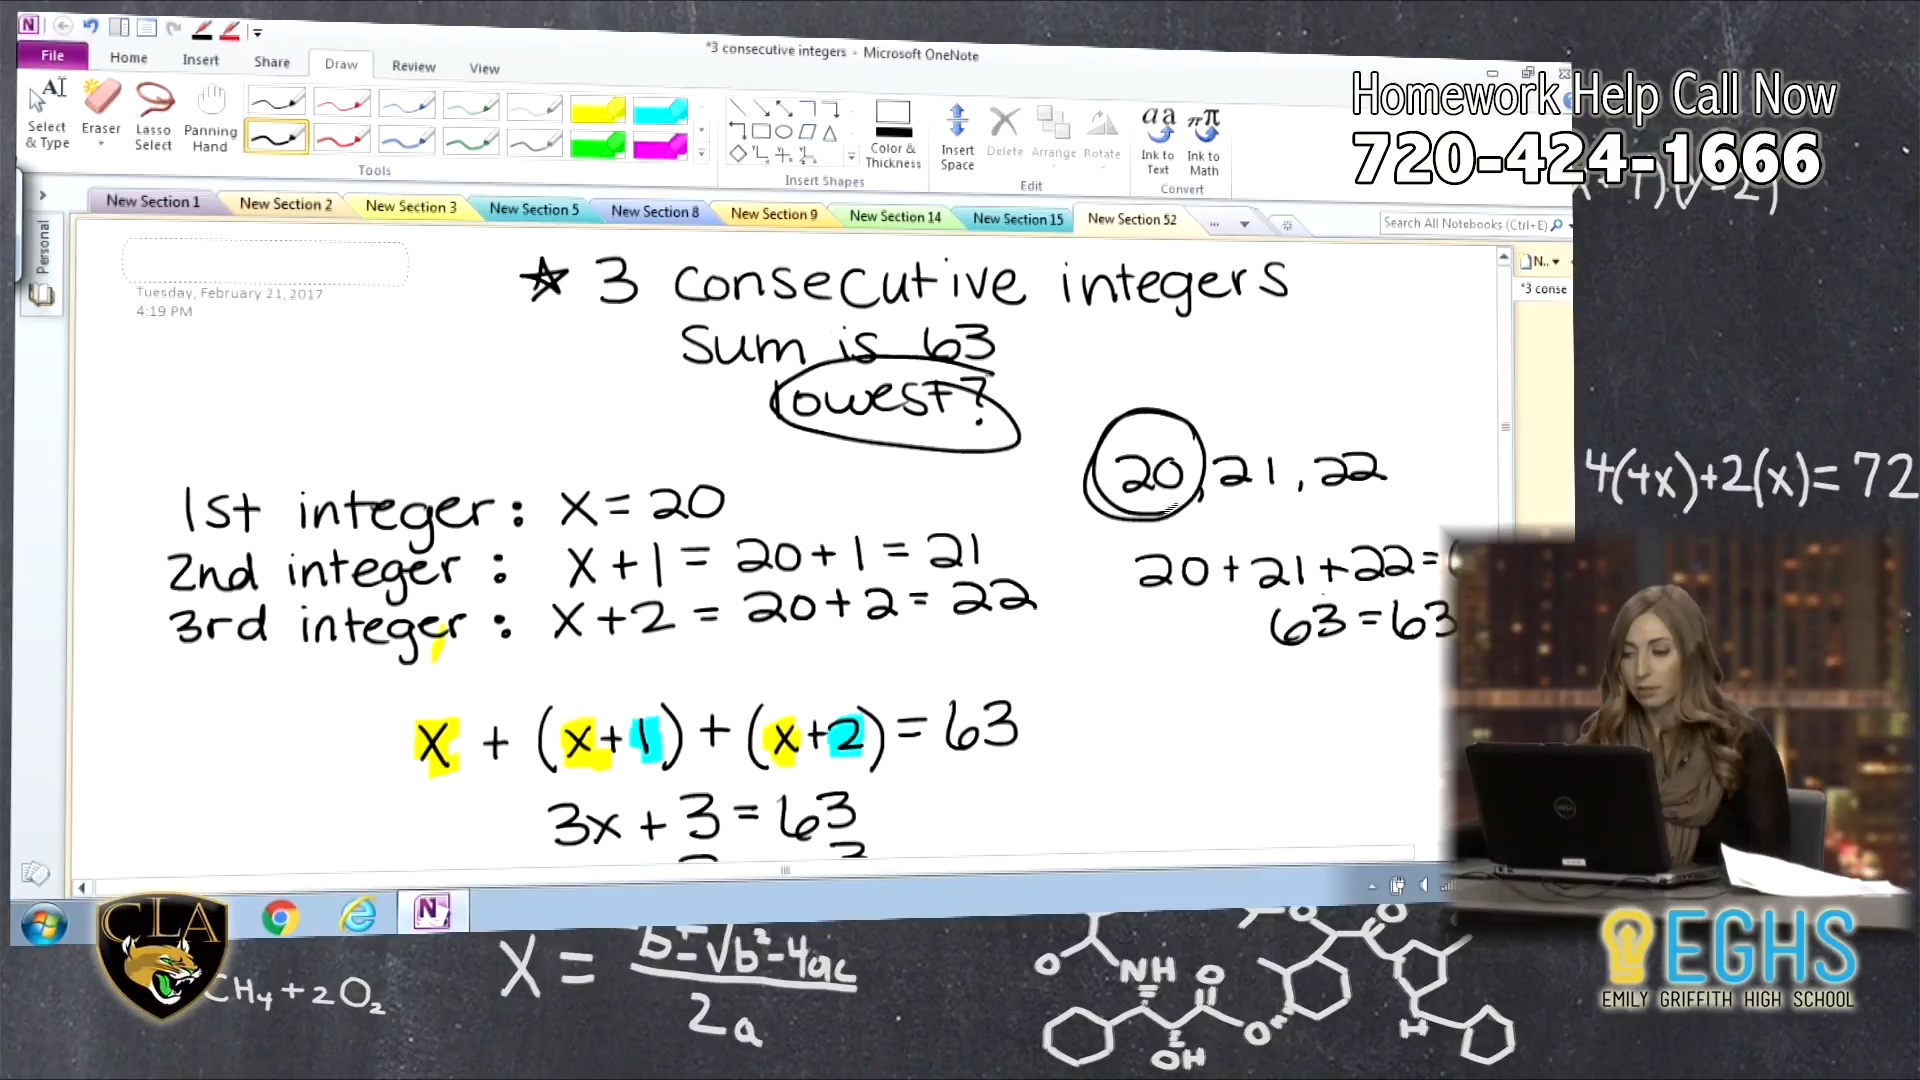 *3 consecutive integers - Microsoft OneNote
File Home Insert Share Draw Review View
Select & Type
Eraser
Lasso Select
Panning Hand
Color & Thickness
Insert Space
Delete
Arrange
Rotate
Ink to Text
Ink to Math
Tools
Insert Shapes
Edit
Convert
Homework Help Call Now
720-424-1666
New Section 1 New Section 2 New Section 3 New Section 5 New Section 8 New Section 9 New Section 14 New Section 15 New Section 52 ...
Search All Notebooks (Ctrl+E)
Personal
N..
*3 conse
Tuesday, February 21, 2017
4:19 PM
★ 3 consecutive integers
Sum is 63
lowest?
20, 21, 22
1st integer: x = 20
2nd integer: x + 1 = 20 + 1 = 21
3rd integer: x + 2 = 20 + 2 = 22
20 + 21 + 22 =
63 = 63
x + (x+1) + (x+2) = 63
3x + 3 = 63
4(4x)+2(x)= 72
CLA
CH4 + 2O2
X = b±√b²-4ac
2a
NH
O
O
O
O
OH
H
DELL
EGHS
EMILY GRIFFITH HIGH SCHOOL